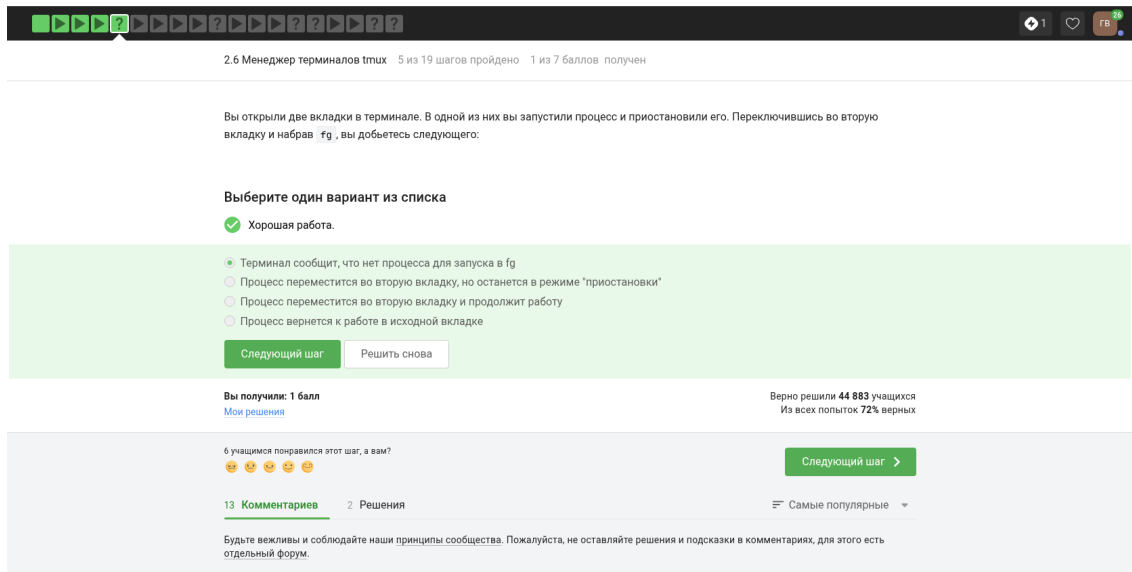 ? ? ? ? ? ?
1
ГВ
26
2.6 Менеджер терминалов tmux 5 из 19 шагов пройдено 1 из 7 баллов получен
Вы открыли две вкладки в терминале. В одной из них вы запустили процесс и приостановили его. Переключившись во вторую
вкладку и набрав fg , вы добьетесь следующего:
Выберите один вариант из списка
Хорошая работа.
Терминал сообщит, что нет процесса для запуска в fg
Процесс переместится во вторую вкладку, но останется в режиме "приостановки"
Процесс переместится во вторую вкладку и продолжит работу
Процесс вернется к работе в исходной вкладке
Следующий шаг Решить снова
Вы получили: 1 балл
Мои решения
Верно решили 44 883 учащихся
Из всех попыток 72% верных
6 учащимся понравился этот шаг, а вам?
Следующий шаг
13 Комментариев 2 Решения Самые популярные
Будьте вежливы и соблюдайте наши принципы сообщества. Пожалуйста, не оставляйте решения и подсказки в комментариях, для этого есть
отдельный форум.